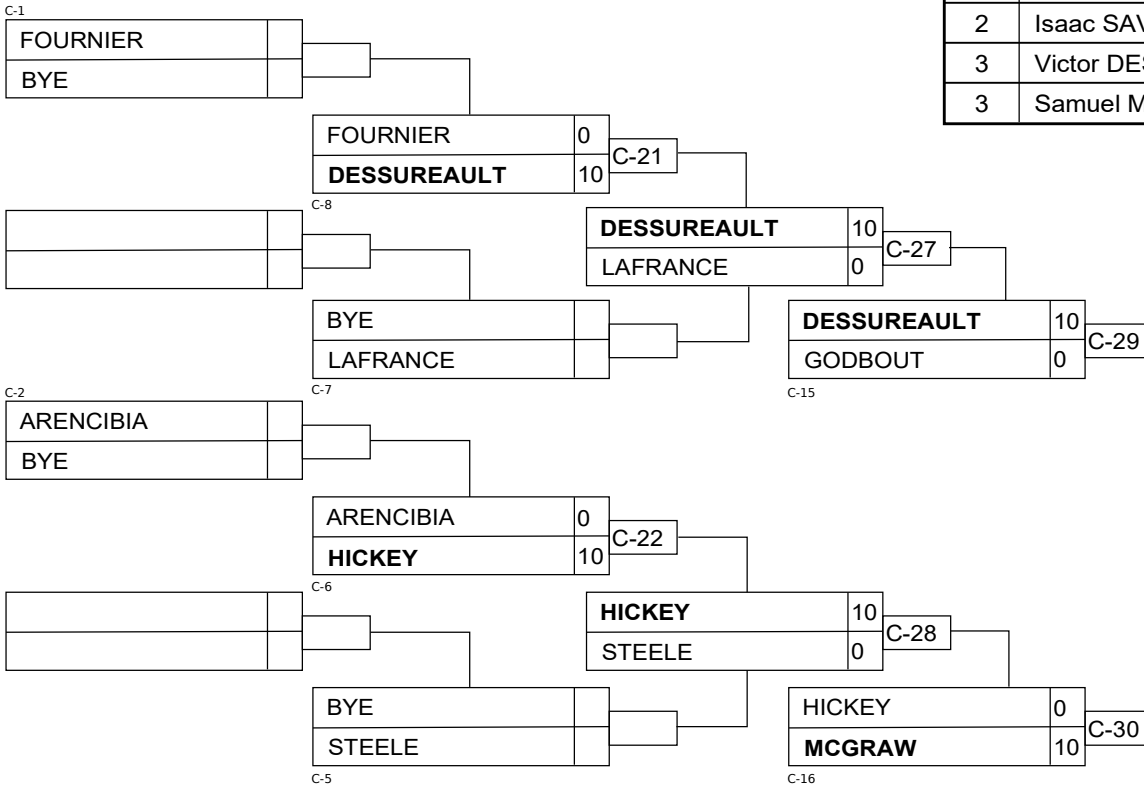 C-1
FOURNIER
BYE
2 Isaac
3 Victor
3 Samuel
FOURNIER 0
DESSUREAULT 10
C-21
C-8
DESSUREAULT 10
LAFRANCE 0
C-27
BYE
LAFRANCE
C-7
DESSUREAULT 10
GODBOUT 0
C-29
C-15
C-2
ARENCIBIA
BYE
ARENCIBIA 0
HICKEY 10
C-22
C-6
HICKEY 10
STEELE 0
C-28
BYE
STEELE
C-5
HICKEY 0
MCGRAW 10
C-30
C-16